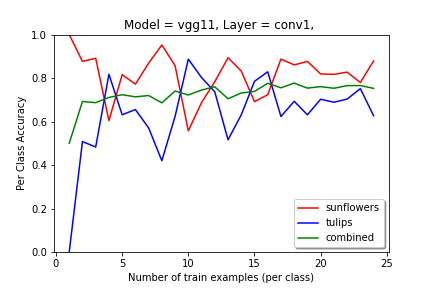 Model = vgg11, Layer = conv1,
Per Class Accuracy
1.0
0.8
0.6
0.4
0.2
0.0
0
5
10
15
20
25
Number of train examples (per class)
sunflowers
tulips
combined